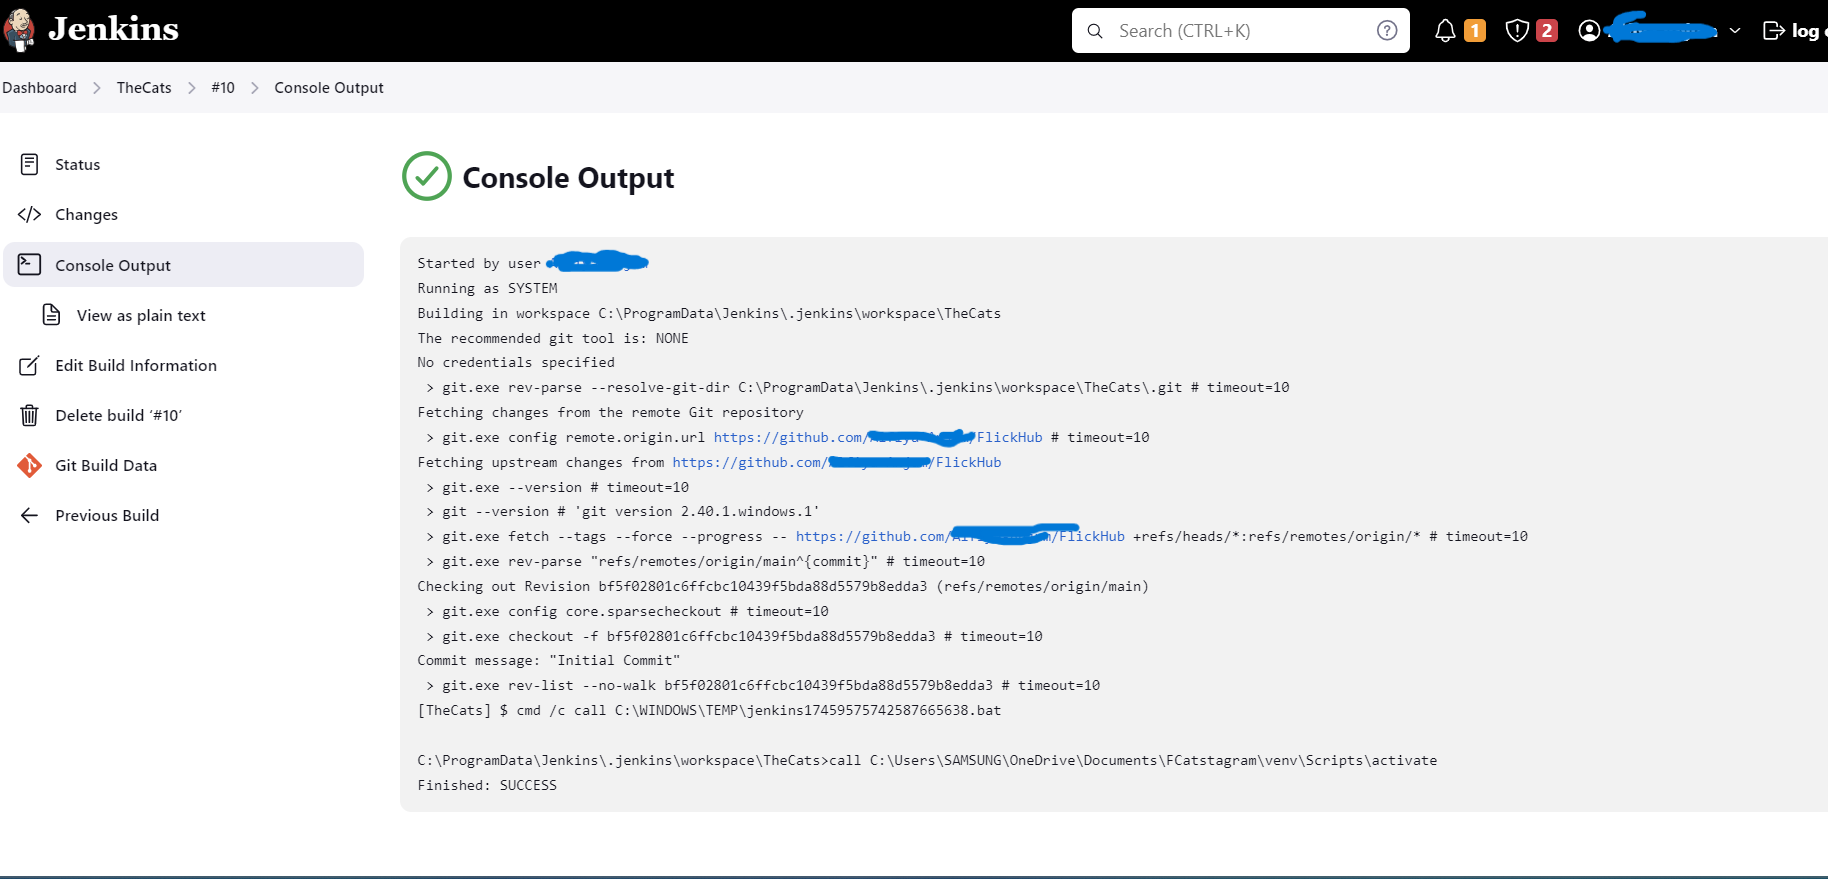 Jenkins
Search (CTRL+K)
1
2
log
Dashboard > TheCats > #10 > Console Output
Status
Changes
Console Output
View as plain text
Edit Build Information
Delete build ‘#10’
Git Build Data
Previous Build
Console Output
Started by user
Running as SYSTEM
Building in workspace C:\ProgramData\Jenkins\.jenkins\workspace\TheCats
The recommended git tool is: NONE
No credentials specified
> git.exe rev-parse --resolve-git-dir C:\ProgramData\Jenkins\.jenkins\workspace\TheCats\.git # timeout=10
Fetching changes from the remote Git repository
> git.exe config remote.origin.url https://github.com/ /FlickHub # timeout=10
Fetching upstream changes from https://github.com/ /FlickHub
> git.exe --version # timeout=10
> git --version # 'git version 2.40.1.windows.1'
> git.exe fetch --tags --force --progress -- https://github.com/ /FlickHub +refs/heads/*:refs/remotes/origin/* # timeout=10
> git.exe rev-parse "refs/remotes/origin/main^{commit}" # timeout=10
Checking out Revision bf5f02801c6ffcbc10439f5bda88d5579b8edda3 (refs/remotes/origin/main)
> git.exe config core.sparsecheckout # timeout=10
> git.exe checkout -f bf5f02801c6ffcbc10439f5bda88d5579b8edda3 # timeout=10
Commit message: "Initial Commit"
> git.exe rev-list --no-walk bf5f02801c6ffcbc10439f5bda88d5579b8edda3 # timeout=10
[TheCats] $ cmd /c call C:\WINDOWS\TEMP\jenkins17459575742587665638.bat
C:\ProgramData\Jenkins\.jenkins\workspace\TheCats>call C:\Users\SAMSUNG\OneDrive\Documents\FCatstagram\venv\Scripts\activate
Finished: SUCCESS